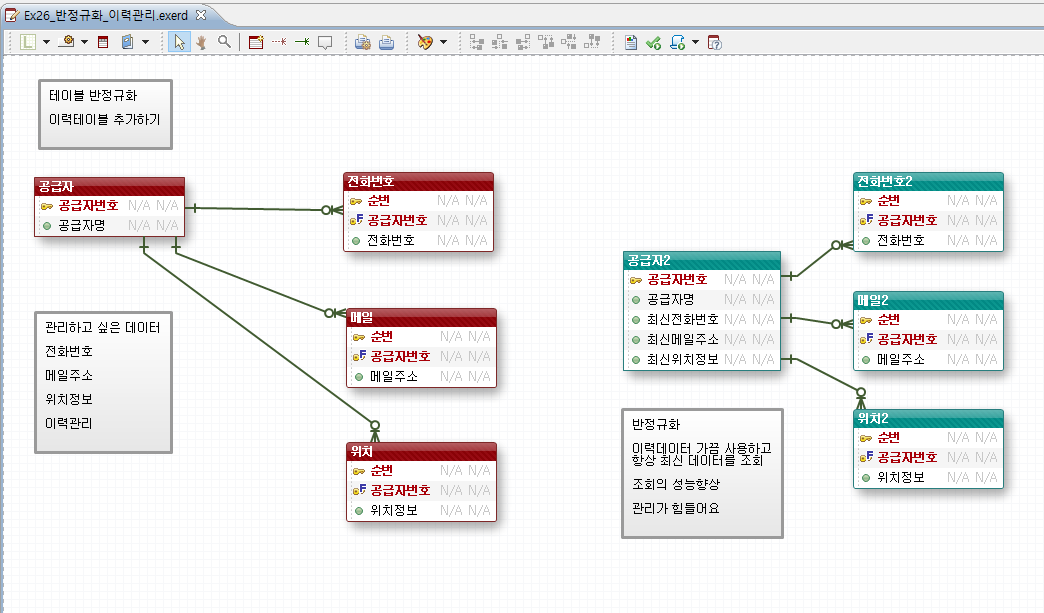 Ex26_반정규화_이력관리.exerd
테이블 반정규화
이력테이블 추가하기
공급자
공급자번호 N/A N/A
공급자명 N/A N/A
전화번호
순번 N/A N/A
공급자번호 N/A N/A
전화번호 N/A N/A
메일
순번 N/A N/A
공급자번호 N/A N/A
메일주소 N/A N/A
위치
순번 N/A N/A
공급자번호 N/A N/A
위치정보 N/A N/A
관리하고 싶은 데이터
전화번호
메일주소
위치정보
이력관리
공급자2
공급자번호 N/A N/A
공급자명 N/A N/A
최신전화번호 N/A N/A
최신메일주소 N/A N/A
최신위치정보 N/A N/A
전화번호2
순번 N/A N/A
공급자번호 N/A N/A
전화번호 N/A N/A
메일2
순번 N/A N/A
공급자번호 N/A N/A
메일주소 N/A N/A
위치2
순번 N/A N/A
공급자번호 N/A N/A
위치정보 N/A N/A
반정규화
이력데이터 가끔 사용하고
항상 최신 데이터를 조회
조회의 성능향상
관리가 힘들어요